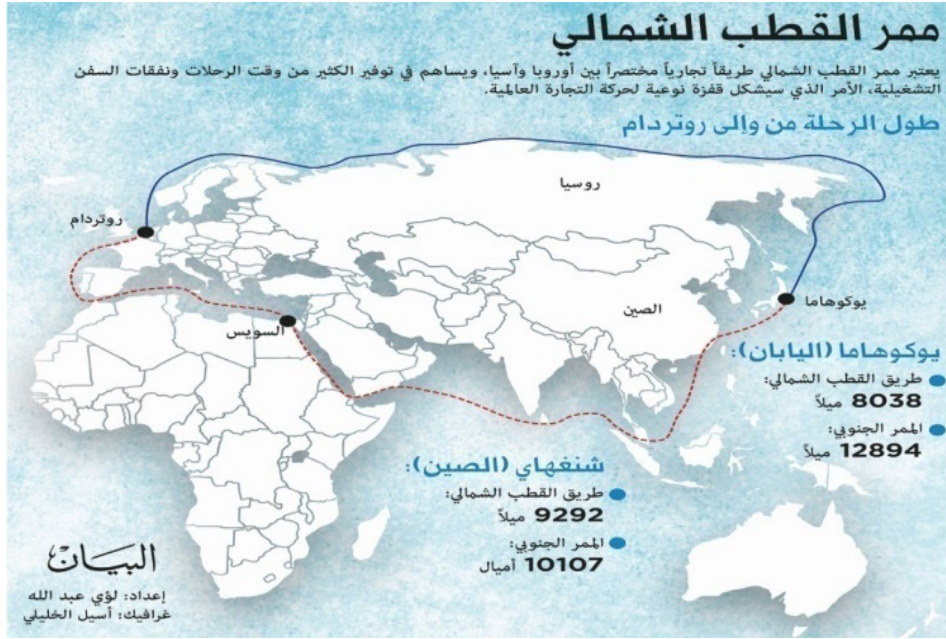 ممر القطب الشمالي
يعتبر ممر القطب الشمالي طريقاً تجارياً مختصراً بين أوروبا وآسيا، ويساهم في توفير الكثير من وقت الرحلات ونفقات السفن
التشغيلية، الأمر الذي سيشكل قفزة نوعية لحركة التجارة العالمية.
طول الرحلة من وإلى روتردام
روسيا
روتردام
يوكوهاما
الصين
السويس
يوكوهاما (اليابان):
طريق القطب الشمالي:
8038 ميلاً
الممر الجنوبي:
12894 ميلاً
شنغهاي (الصين):
طريق القطب الشمالي:
9292 ميلاً
الممر الجنوبي:
10107 أميال
البيان
إعداد: لؤي عبد الله
غرافيك: أسيل الخليلي